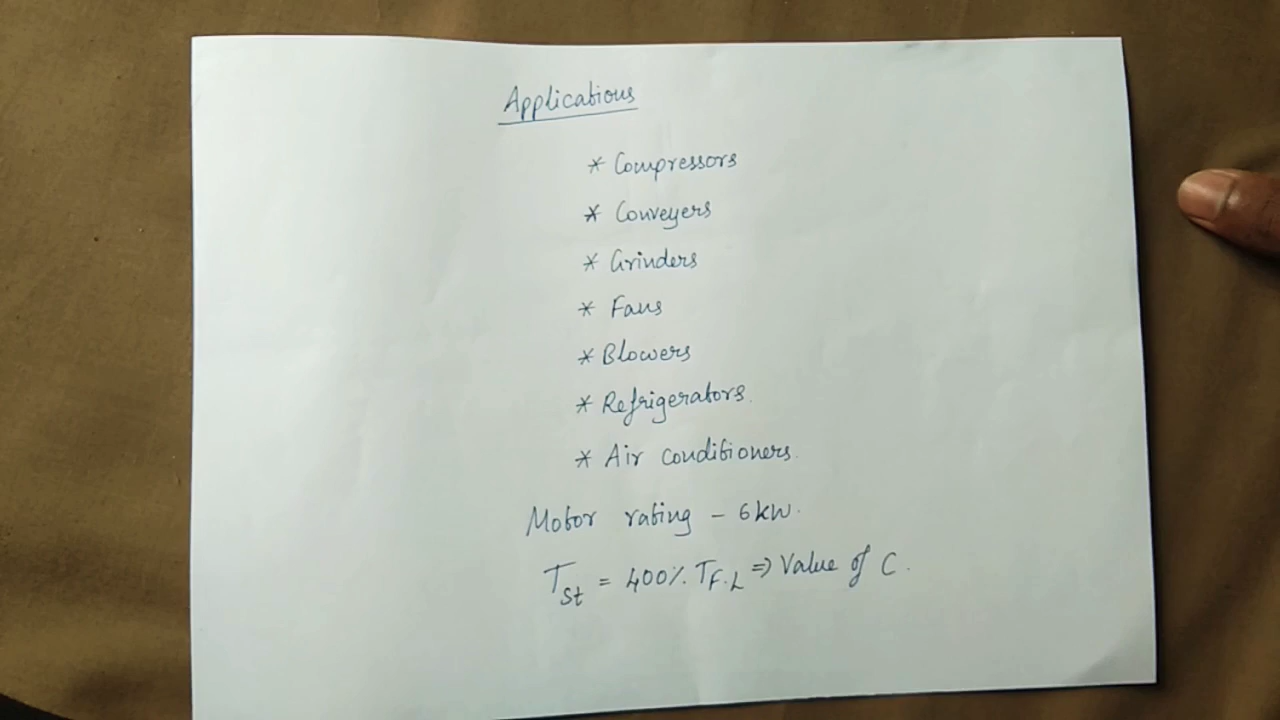 Applications
* Compressors
* Conveyers
* Grinders
* Fans
* Blowers
* Refrigerators.
* Air conditioners.
Motor rating - 6kw.
Tst = 400%. TF.L => Value of C.